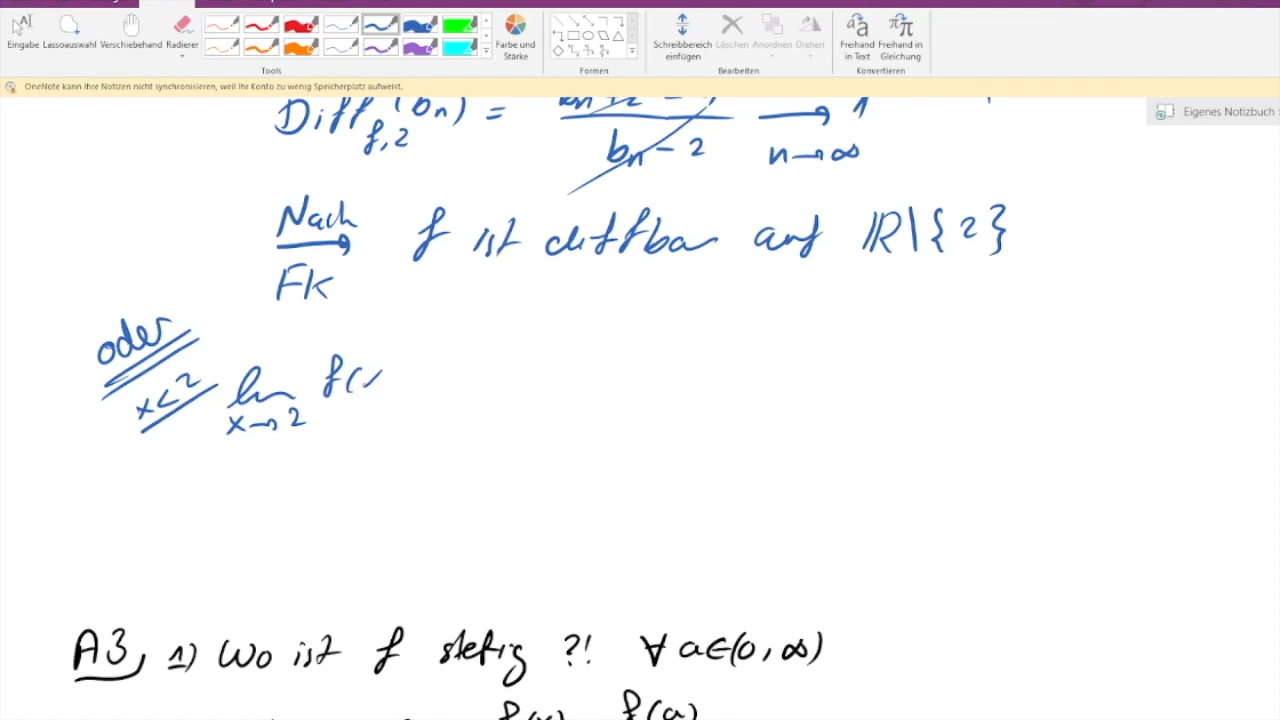 Eingabe Lassoauswahl Verschiebehand Radierer
Farbe und Stärke
Schreibbereich einfügen Löschen Anordnen Drehen
Freihand in Text Freihand in Gleichung
Tools Formen Bearbeiten Konvertieren
OneNote kann Ihre Notizen nicht synchronisieren, weil Ihr Konto zu wenig Speicherplatz aufweist.
Eigenes Notizbuch
Diff f,2 (bn) = bn - 2 n→∞ 1
Nach FK f ist diffbar auf ℝ\{2}
oder
x<2 lim x→2 f(x
A3, 1) Wo ist f stetig ?! ∀ a∈(0,∞)
f(a)